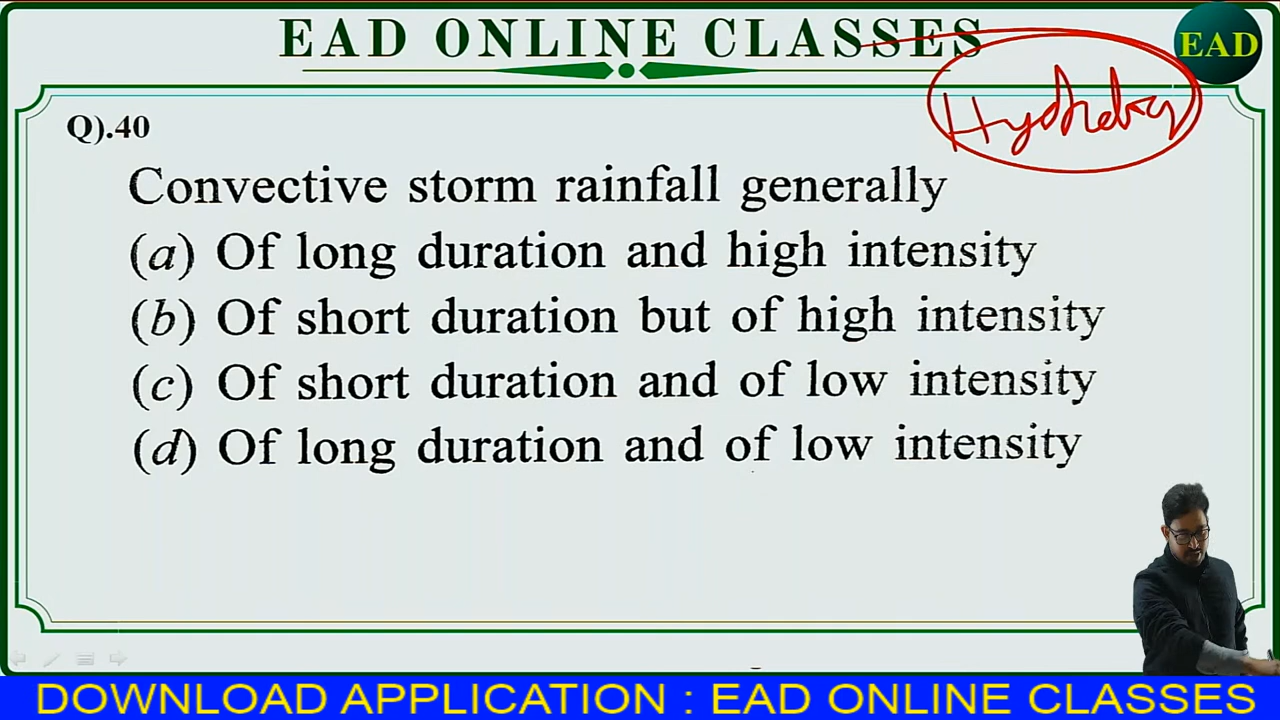 EAD ONLINE CLASSES
EAD
Q).40
Convective storm rainfall generally
(a) Of long duration and high intensity
(b) Of short duration but of high intensity
(c) Of short duration and of low intensity
(d) Of long duration and of low intensity
DOWNLOAD APPLICATION : EAD ONLINE CLASSES